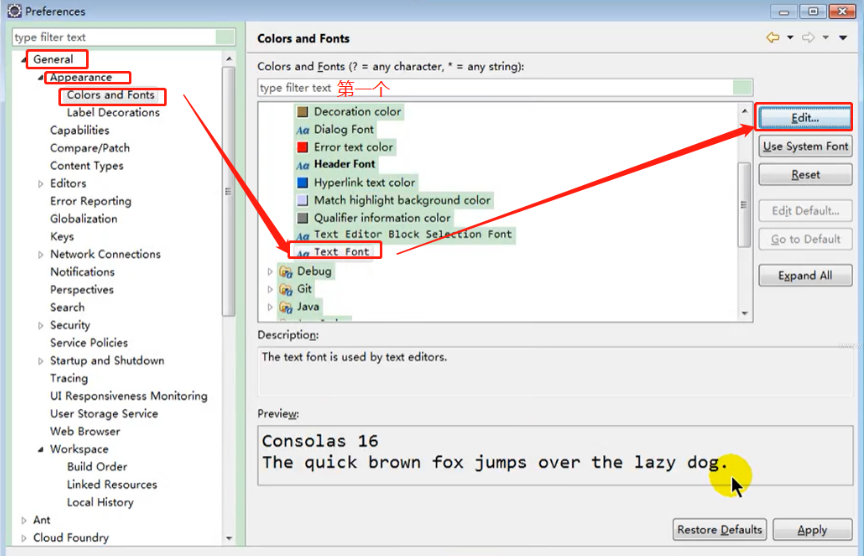 Preferences
type filter text
General
Appearance
Colors and Fonts
Label Decorations
Capabilities
Compare/Patch
Content Types
Editors
Error Reporting
Globalization
Keys
Network Connections
Notifications
Perspectives
Search
Security
Service Policies
Startup and Shutdown
Tracing
UI Responsiveness Monitoring
User Storage Service
Web Browser
Workspace
Build Order
Linked Resources
Local History
Ant
Cloud Foundry
Colors and Fonts
Colors and Fonts (? = any character, * = any string):
type filter text 第一个
Decoration color
Aa Dialog Font
Error text color
Aa Header Font
Hyperlink text color
Match highlight background color
Qualifier information color
Aa Text Editor Block Selection Font
Aa Text Font
Debug
Git
Java
Edit...
Use System Font
Reset
Edit Default...
Go to Default
Expand All
Description:
The text font is used by text editors.
Preview:
Consolas 16
The quick brown fox jumps over the lazy dog.
Restore Defaults
Apply